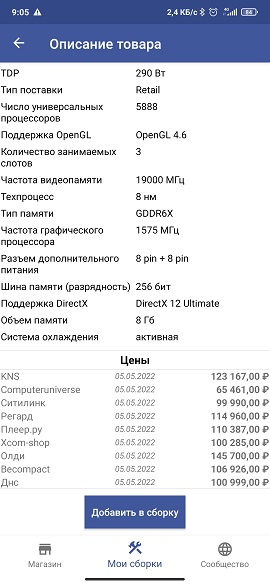 9:05
2,4 КБ/с
84
Описание товара
TDP 290 Вт
Тип поставки Retail
Число универсальных 5888
процессоров
Поддержка OpenGL OpenGL 4.6
Количество занимаемых 3
слотов
Частота видеопамяти 19000 МГц
Техпроцесс 8 нм
Тип памяти GDDR6X
Частота графического 1575 МГц
процессора
Разъем дополнительного 8 pin + 8 pin
питания
Шина памяти (разрядность) 256 бит
Поддержка DirectX DirectX 12 Ultimate
Объем памяти 8 Гб
Система охлаждения активная
Цены
KNS 05.05.2022 123 167,00 ₽
Computeruniverse 05.05.2022 65 461,00 ₽
Ситилинк 05.05.2022 99 990,00 ₽
Регард 05.05.2022 114 960,00 ₽
Плеер.ру 05.05.2022 110 387,00 ₽
Xcom-shop 05.05.2022 100 285,00 ₽
Олди 05.05.2022 145 700,00 ₽
Becompact 05.05.2022 106 926,00 ₽
Днс 05.05.2022 100 999,00 ₽
Добавить в сборку
Магазин Мои сборки Сообщество